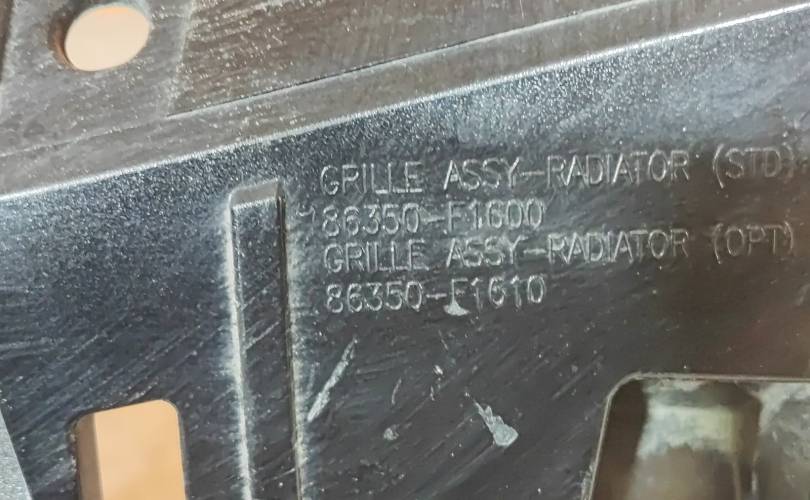 GRILLE ASSY-RADIATOR (STD)
86350-F1600
GRILLE ASSY-RADIATOR (OPT)
86350-F1610